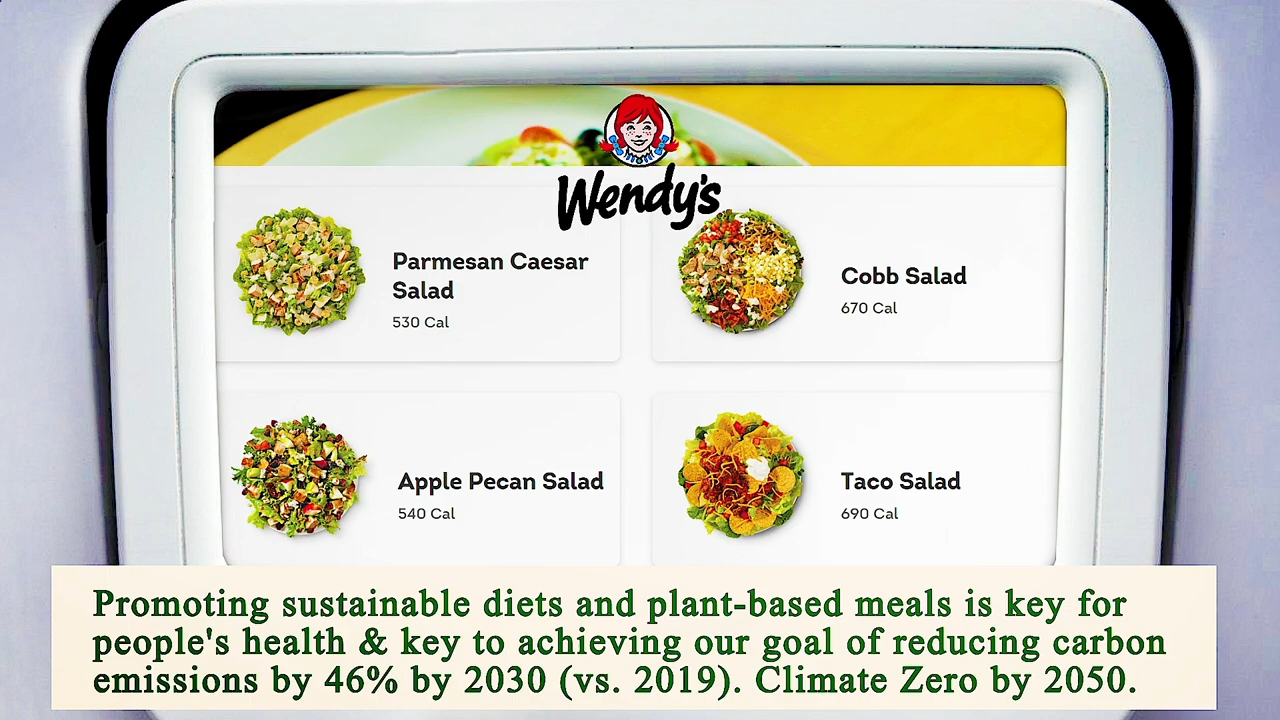 Wendy's
Parmesan Caesar
Salad
530 Cal
Cobb Salad
670 Cal
Apple Pecan Salad
540 Cal
Taco Salad
690 Cal
Promoting sustainable diets and plant-based meals is key for
people's health & key to achieving our goal of reducing carbon
emissions by 46% by 2030 (vs. 2019). Climate Zero by 2050.